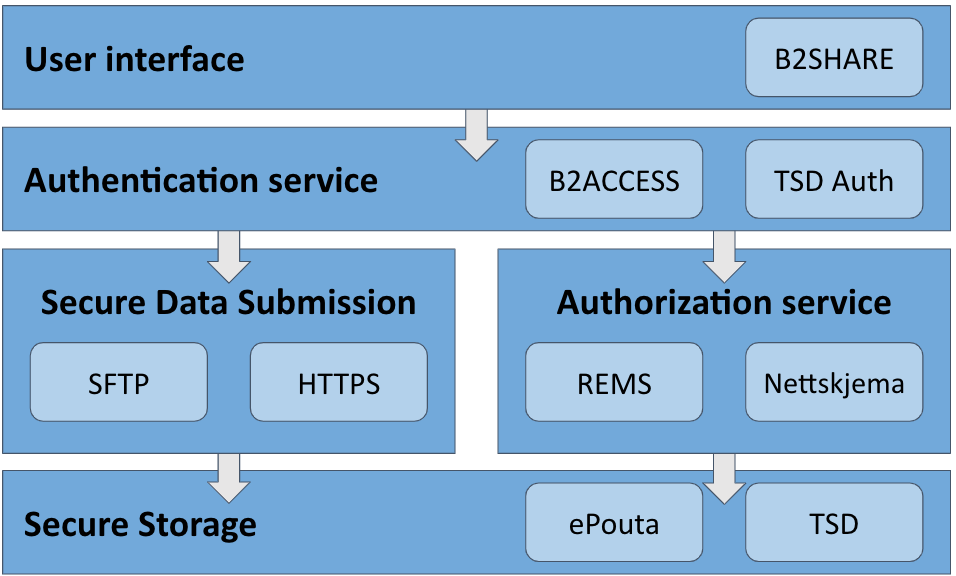 User interface
B2SHARE
Authentication service
B2ACCESS
TSD Auth
Secure Data Submission
SFTP
HTTPS
Authorization service
REMS
Nettskjema
Secure Storage
ePouta
TSD